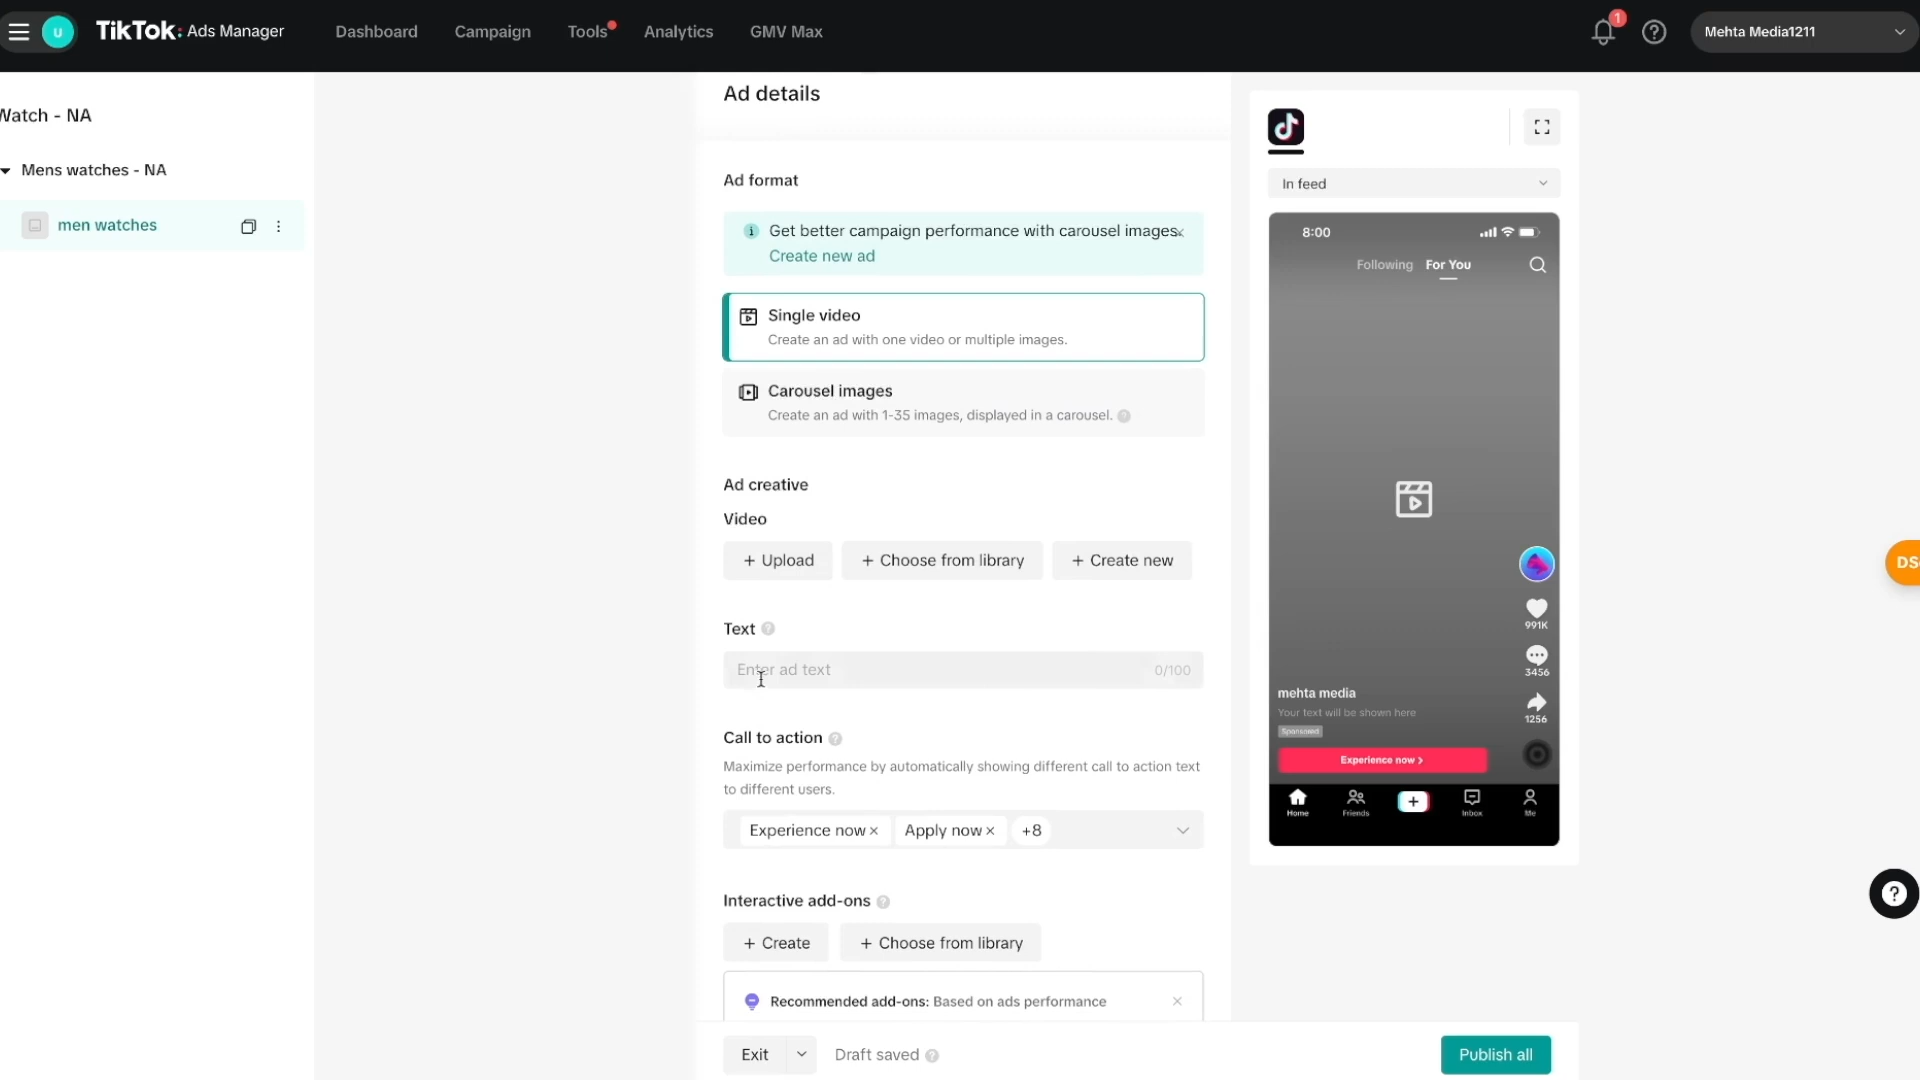 U
TikTok: Ads Manager
Dashboard
Campaign
Tools
Analytics
GMV Max
1
Mehta Media1211
Watch - NA
Mens watches - NA
men watches
Ad details
Ad format
Get better campaign performance with carousel images.
Create new ad
Single video
Create an ad with one video or multiple images.
Carousel images
Create an ad with 1-35 images, displayed in a carousel.
Ad creative
Video
+ Upload
+ Choose from library
+ Create new
Text
Enter ad text
0/100
Call to action
Maximize performance by automatically showing different call to action text
to different users.
Experience now ×
Apply now ×
+8
Interactive add-ons
+ Create
+ Choose from library
Recommended add-ons: Based on ads performance
Exit
Draft saved
Publish all
In feed
8:00
Following
For You
991K
3456
1256
mehta media
Your text will be shown here
Sponsored
Experience now >
Home
Friends
Inbox
Me
DS